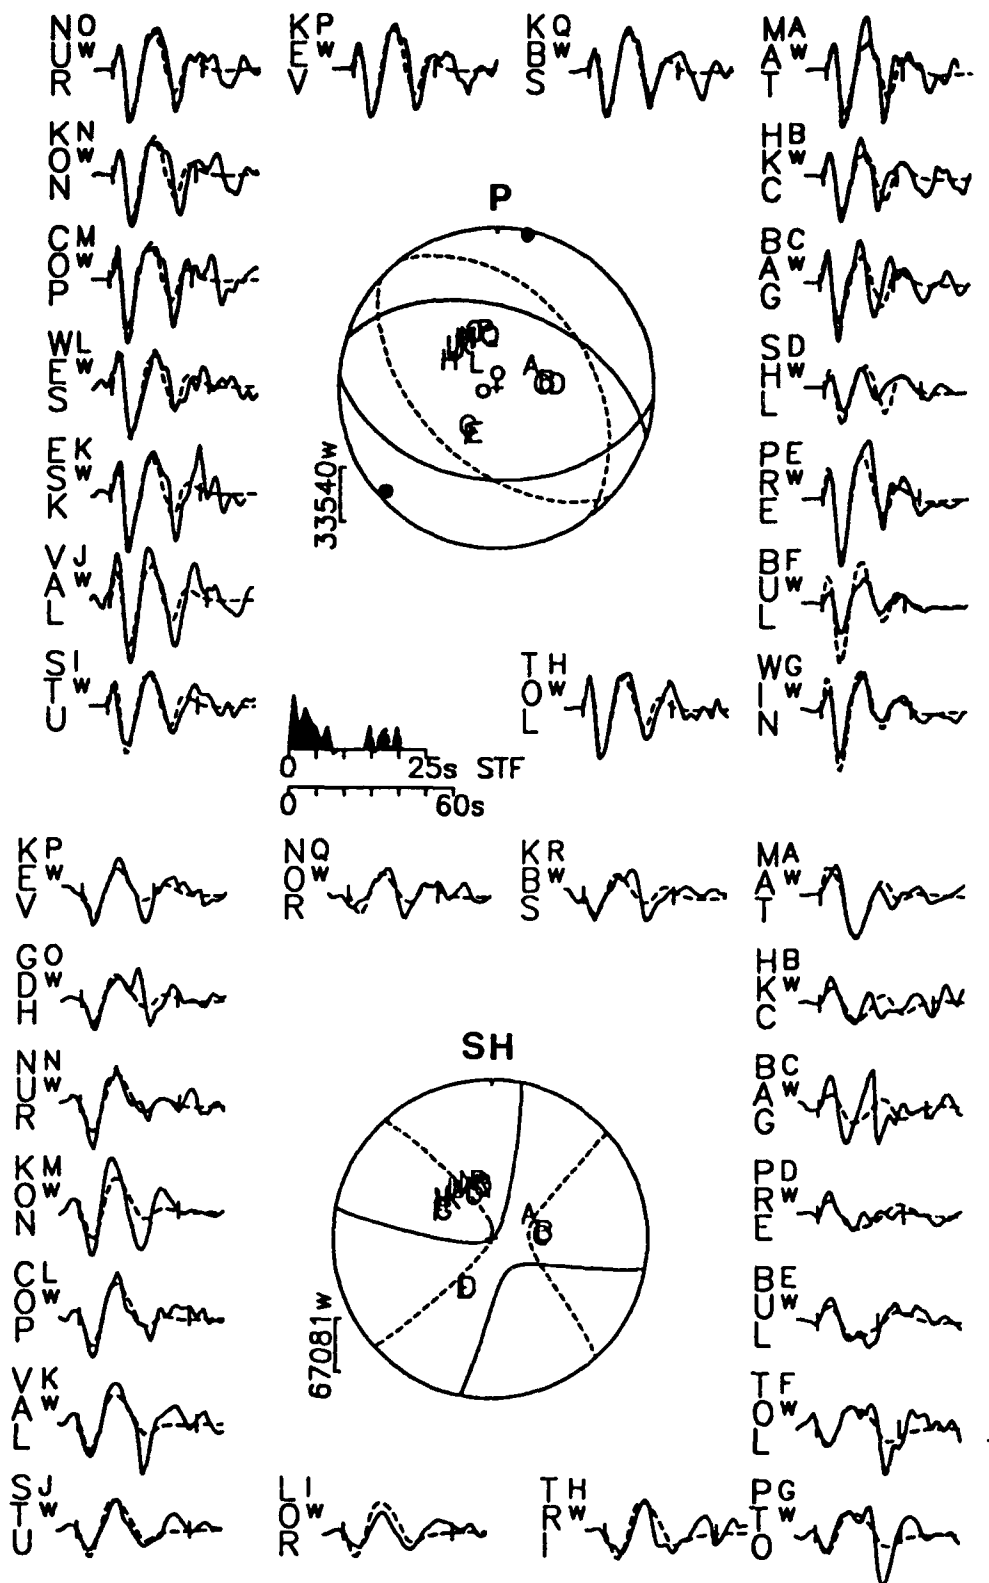 NUR O w
KEV P w
KBS Q w
MAT A w
KON N w
HKC B w
P
COP M w
BAG C w
WES L w
SHL D w
A
L
ESK K w
PRE E w
33540w
VAL J w
BUL F w
STU I w
TOL H w
WIN G w
0 25s STF
0 60s
KEV P w
NOR Q w
KBS R w
MAT A w
GDH O w
HKC B w
SH
NUR N w
BAG C w
KON M w
PRE D w
A
D
COP L w
BUL E w
67081w
VAL K w
TOL F w
STU J w
LOR I w
TRI H w
PTO G w